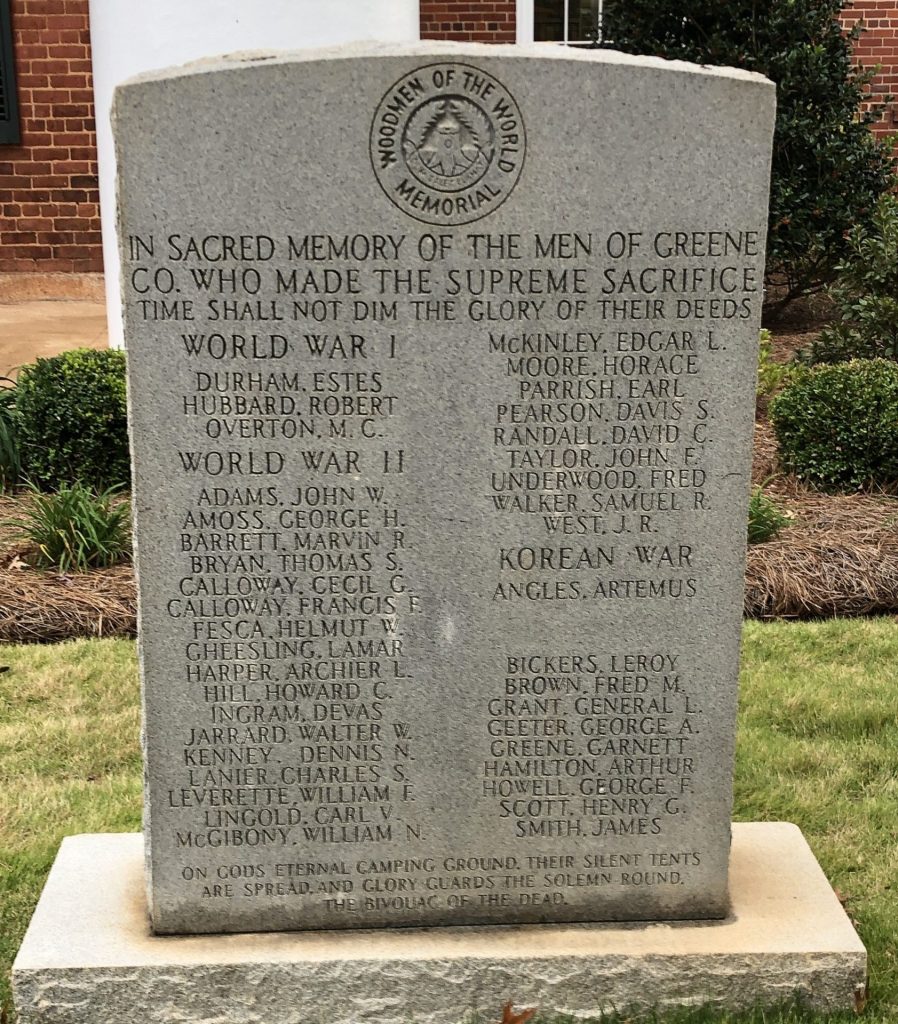 WOODMEN OF THE WORLD
MEMORIAL
IN SACRED MEMORY OF THE MEN OF GREENE
CO. WHO MADE THE SUPREME SACRIFICE
TIME SHALL NOT DIM THE GLORY OF THEIR DEEDS
WORLD WAR I
DURHAM, ESTES
HUBBARD, ROBERT
OVERTON, M. C.
WORLD WAR II
ADAMS, JOHN W.
AMOSS, GEORGE H.
BARRETT, MARVIN R.
BRYAN, THOMAS S.
CALLOWAY, CECIL G.
CALLOWAY, FRANCIS F.
FESCA, HELMUT W.
GHEESLING, LAMAR
HARPER, ARCHIER L.
HILL, HOWARD C.
INGRAM, DEVAS
JARRARD, WALTER W.
KENNEY, DENNIS N.
LANIER, CHARLES S.
LEVERETTE, WILLIAM F.
LINGOLD, CARL V.
McGIBONY, WILLIAM N.
McKINLEY, EDGAR L.
MOORE, HORACE
PARRISH, EARL
PEARSON, DAVIS S.
RANDALL, DAVID C.
TAYLOR, JOHN F.
UNDERWOOD, FRED
WALKER, SAMUEL R.
WEST, J. R.
KOREAN WAR
ANGLES, ARTEMUS
BICKERS, LEROY
BROWN, FRED M.
GRANT, GENERAL L.
GEETER, GEORGE A.
GREENE, GARNETT
HAMILTON, ARTHUR
HOWELL, GEORGE F.
SCOTT, HENRY G.
SMITH, JAMES
ON GODS ETERNAL CAMPING GROUND, THEIR SILENT TENTS
ARE SPREAD, AND GLORY GUARDS THE SOLEMN ROUND,
THE BIVOUAC OF THE DEAD.